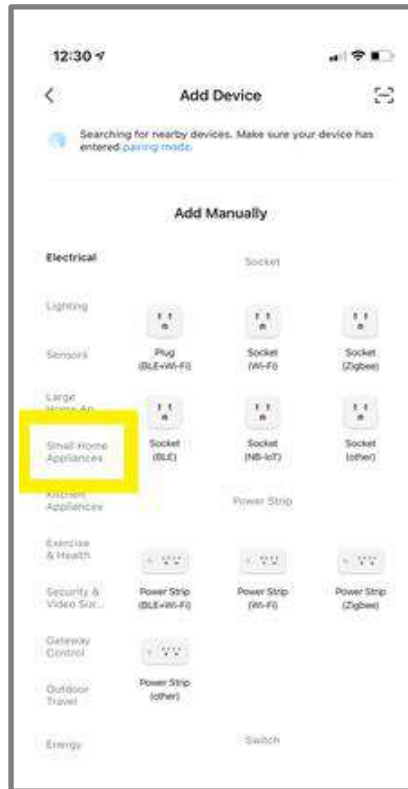 12:30
Add Device
Searching for nearby devices. Make sure your device has
entered pairing mode.
Add Manually
Electrical
Socket
Lighting
Sensors
Plug
(BLE+Wi-Fi)
Socket
(Wi-Fi)
Socket
(Zigbee)
Large
Home Ap...
Small Home
Appliances
Socket
(BLE)
Socket
(NB-IoT)
Socket
(other)
Kitchen
Appliances
Power Strip
Exercise
& Health
Security &
Video Sur...
Power Strip
(BLE+Wi-Fi)
Power Strip
(Wi-Fi)
Power Strip
(Zigbee)
Gateway
Control
Outdoor
Travel
Power Strip
(other)
Energy
Switch